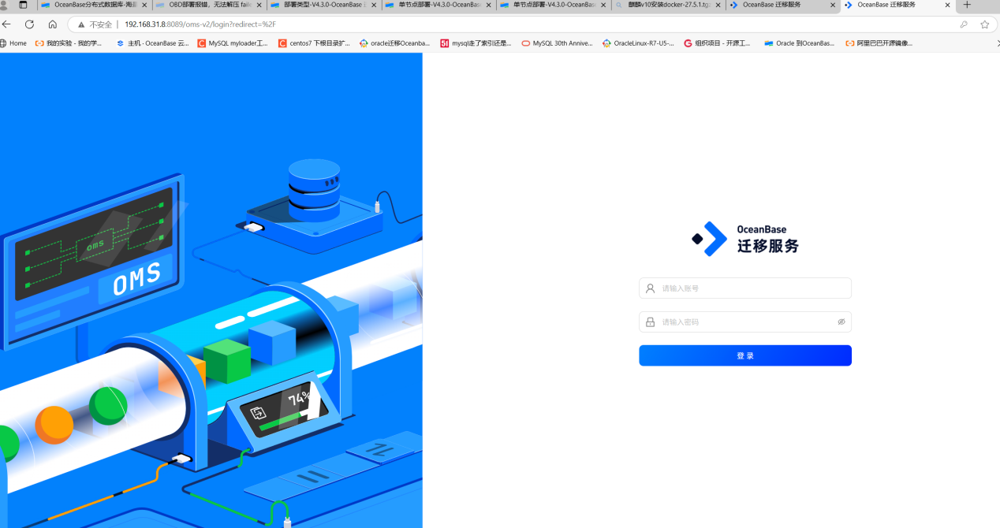 OceanBase分布式数据库-海量
OBD部署报错，无法解压 failed
部署类型-V4.3.0-OceanBase
单节点部署-V4.3.0-OceanBase
单节点部署-V4.3.0-OceanBase
麒麟v10安装docker-27.5.1.tgz
OceanBase 迁移服务
OceanBase 迁移服务
不安全
192.168.31.8:8089/oms-v2/login?redirect=%2F
Home
我的实验 - 我的学...
主机 · OceanBase 云...
MySQL myloader工...
centos7 下根目录扩...
oracle迁移Oceanba...
51
mysql走了索引还是...
MySQL 30th Annive...
OracleLinux-R7-U5-...
组织项目 - 开源工...
Oracle 到OceanBas...
阿里巴巴开源镜像...
oms
OMS
74%
OceanBase
迁移服务
请输入账号
请输入密码
登 录